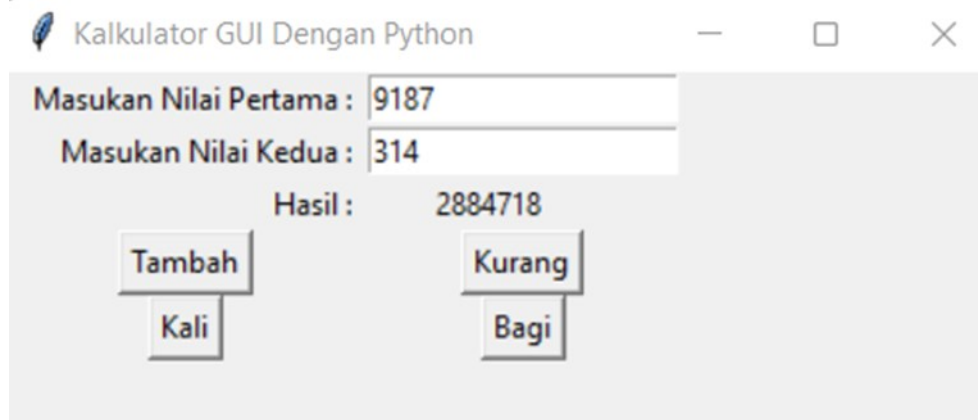 Kalkulator GUI Dengan Python
Masukan Nilai Pertama : 9187
Masukan Nilai Kedua : 314
Hasil : 2884718
Tambah Kurang
Kali Bagi